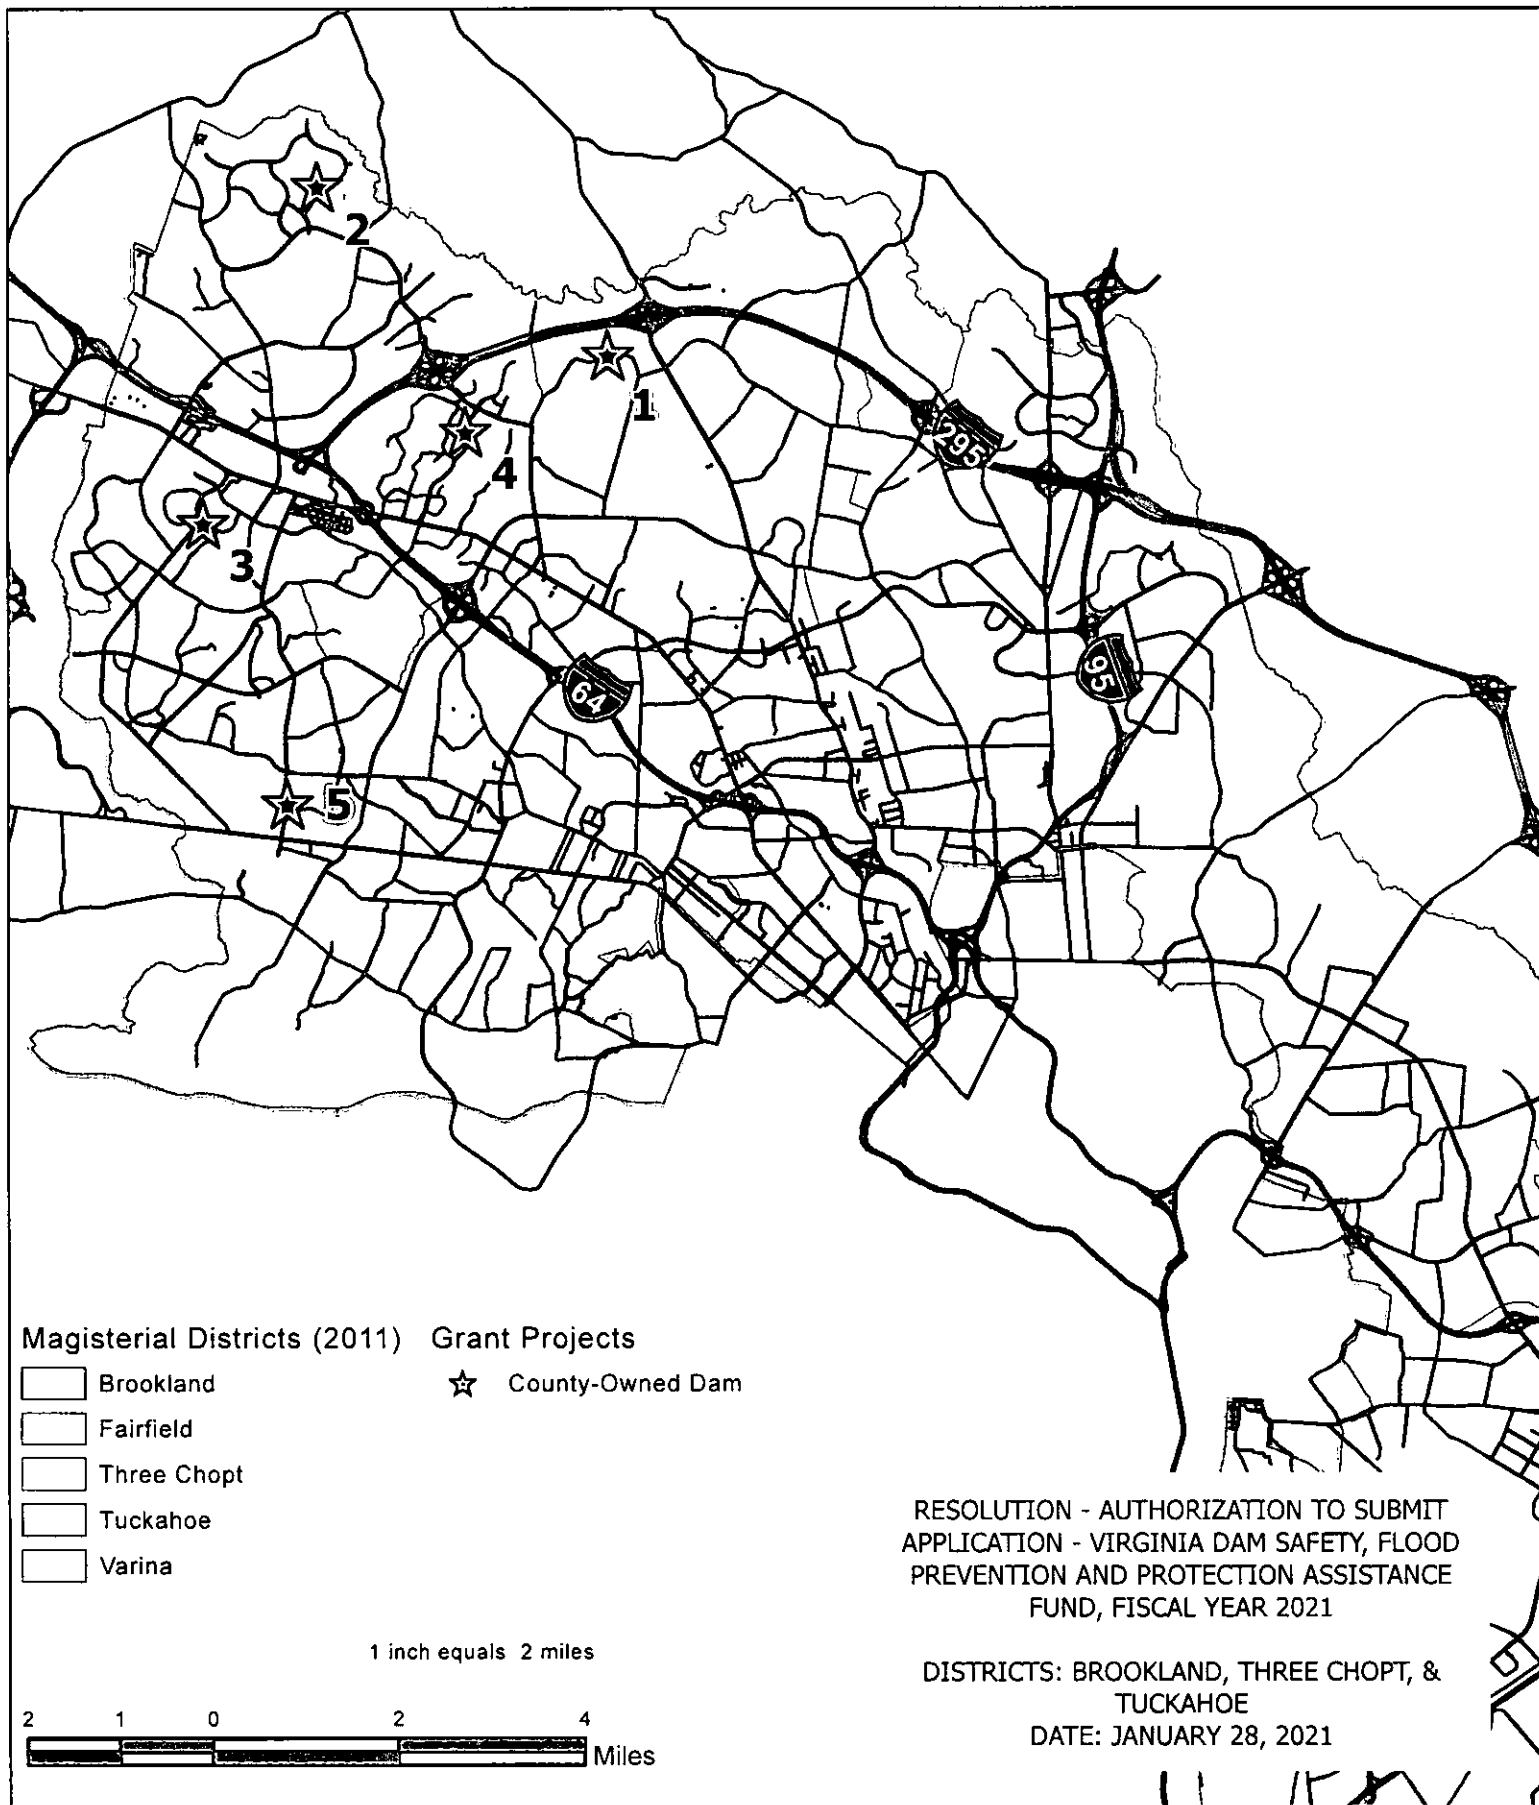 2
1
295
4
3
64
95
5
Magisterial Districts (2011)
Brookland
Fairfield
Three Chopt
Tuckahoe
Varina
Grant Projects
County-Owned Dam
1 inch equals 2 miles
2 1 0 2 4
Miles
RESOLUTION - AUTHORIZATION TO SUBMIT
APPLICATION - VIRGINIA DAM SAFETY, FLOOD
PREVENTION AND PROTECTION ASSISTANCE
FUND, FISCAL YEAR 2021
DISTRICTS: BROOKLAND, THREE CHOPT, &
TUCKAHOE
DATE: JANUARY 28, 2021